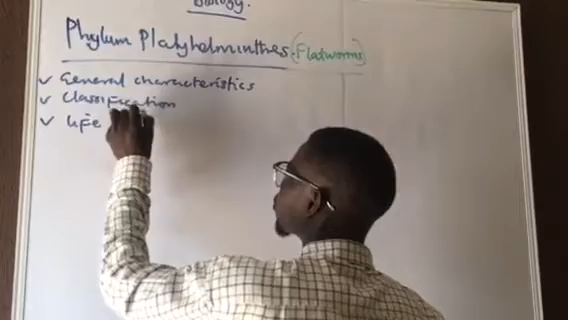 Biology.
Phylum Platyhelminthes (Flatworms)
✓ General characteristics
✓ Classification
✓ Life